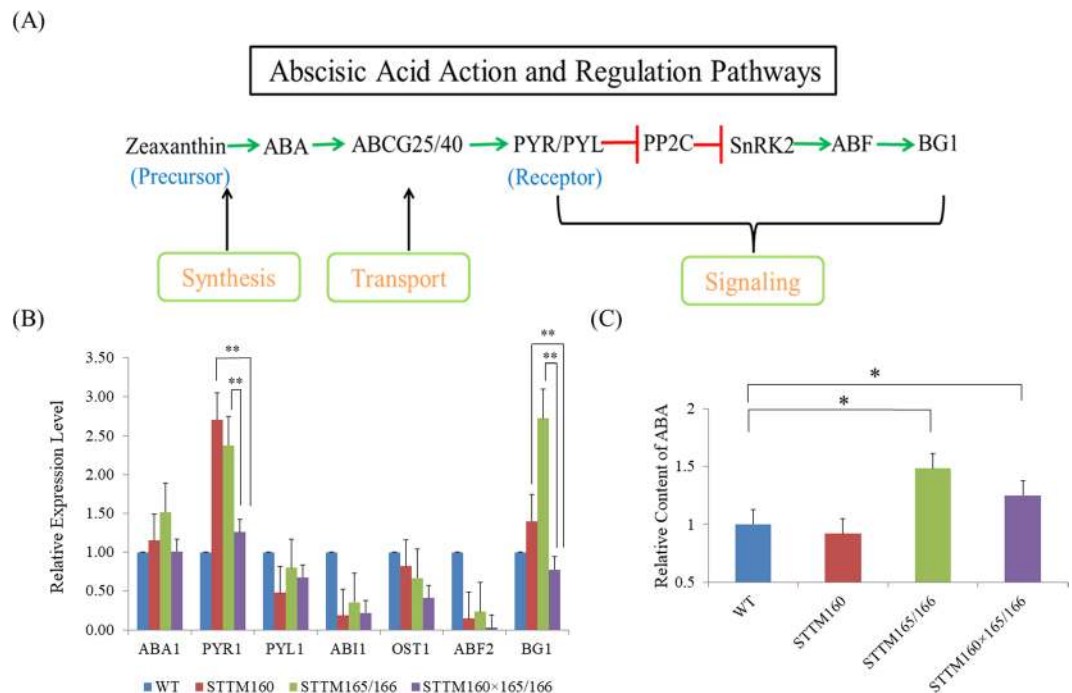 (A)
Abscisic Acid Action and Regulation Pathways
Zeaxanthin ABA ABCG25/40 PYR/PYL PP2C SnRK2 ABF BG1
(Precursor) (Receptor)
Synthesis Transport Signaling
(B)
Relative Expression Level
3.50
3.00
2.50
2.00
1.50
1.00
0.50
0.00
** ** ** **
ABA1 PYR1 PYL1 ABI1 OST1 ABF2 BG1
WT STTM160 STTM165/166 STTM160×165/166
(C)
Relative Content of ABA
2
1.5
1
0.5
*
*
WT STTM160 STTM165/166 STTM160×165/166